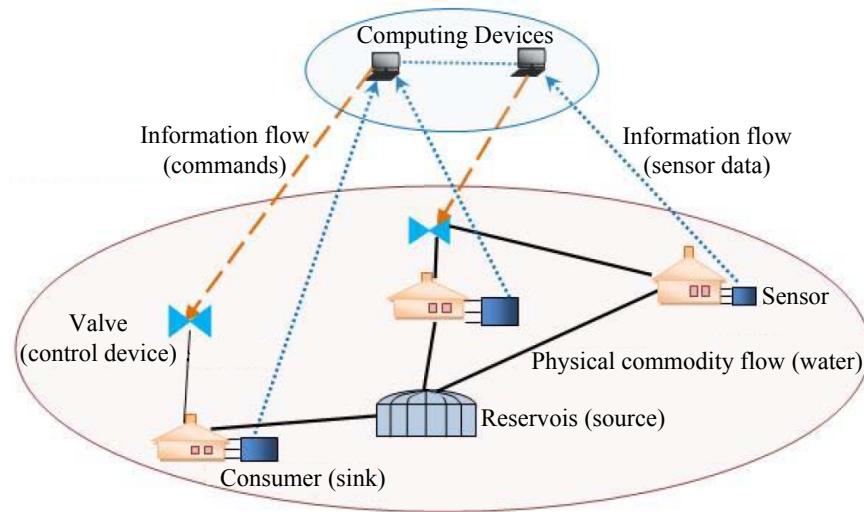 Computing Devices
Information flow
(commands)
Information flow
(sensor data)
Valve
(control device)
Sensor
Physical commodity flow (water)
Reservois (source)
Consumer (sink)